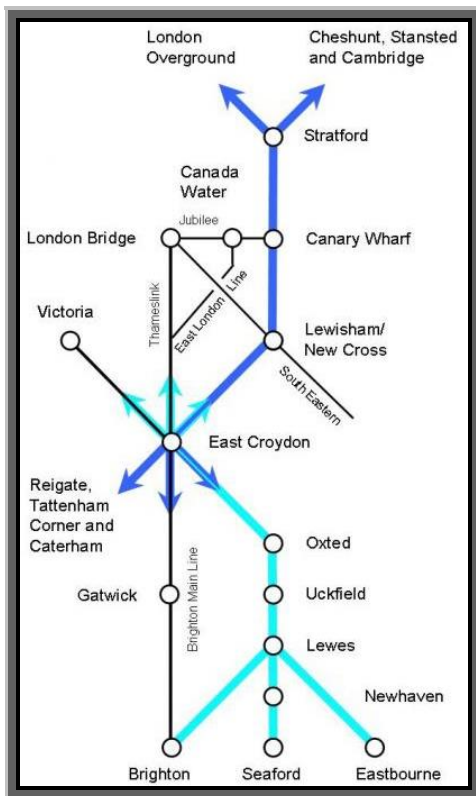 London
Overground
Cheshunt, Stansted
and Cambridge
Stratford
Canada
Water
Jubilee
London Bridge
Canary Wharf
Thameslink
East London Line
Victoria
Lewisham/
New Cross
South Eastern
East Croydon
Reigate,
Tattenham
Corner and
Caterham
Oxted
Brighton Main Line
Gatwick
Uckfield
Lewes
Newhaven
Brighton
Seaford
Eastbourne